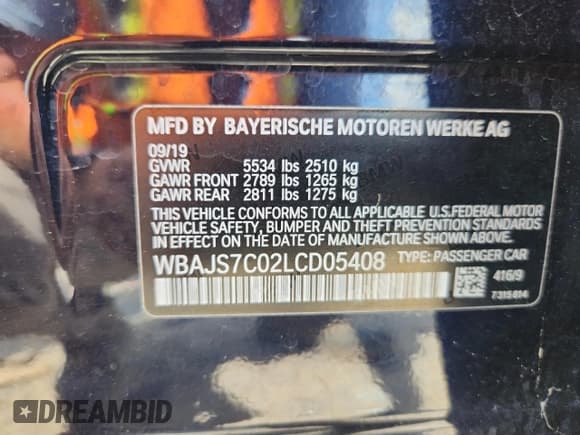 MFD BY BAYERISCHE MOTOREN WERKE AG
09/19
GVWR 5534 lbs 2510 kg
GAWR FRONT 2789 lbs 1265 kg
GAWR REAR 2811 lbs 1275 kg
THIS VEHICLE CONFORMS TO ALL APPLICABLE U.S.FEDERAL MOTOR
VEHICLE SAFETY, BUMPER AND THEFT PREVENTION STANDARDS
IN EFFECT ON THE DATE OF MANUFACTURE SHOWN ABOVE.
WBAJS7C02LCD05408 TYPE: PASSENGER CAR
416/9
7315814
DREAMBID